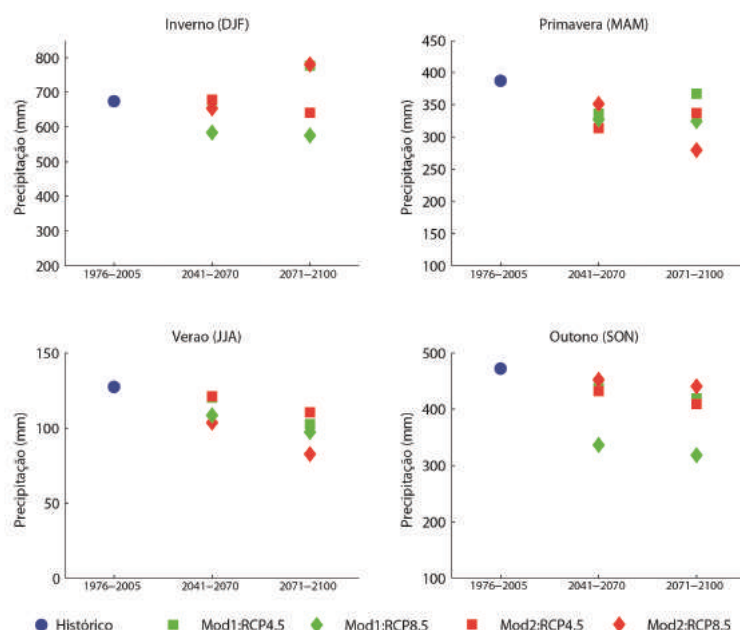 Inverno (DJF)
Precipitação (mm)
800
700
600
500
400
300
200
1976–2005
2041–2070
2071–2100
Primavera (MAM)
Precipitação (mm)
450
400
350
300
250
200
150
100
1976–2005
2041–2070
2071–2100
Verao (JJA)
Precipitação (mm)
150
100
50
0
1976–2005
2041–2070
2071–2100
Outono (SON)
Precipitação (mm)
500
400
300
200
100
1976–2005
2041–2070
2071–2100
Histórico
Mod1:RCP4.5
Mod1:RCP8.5
Mod2:RCP4.5
Mod2:RCP8.5